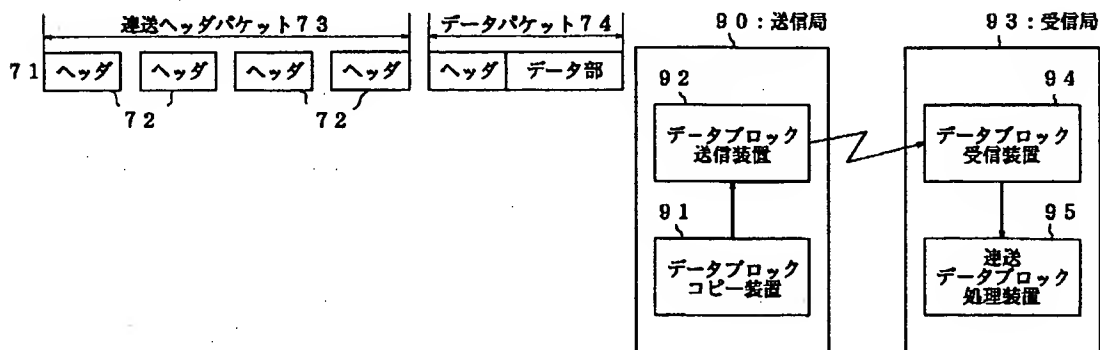 連送ヘッダパケット73
データパケット74
71
ヘッダ
ヘッダ
ヘッダ
ヘッダ
ヘッダ
データ部
72
72
90：送信局
92
データブロック
送信装置
91
データブロック
コピー装置
93：受信局
94
データブロック
受信装置
95
連送
データブロック
処理装置